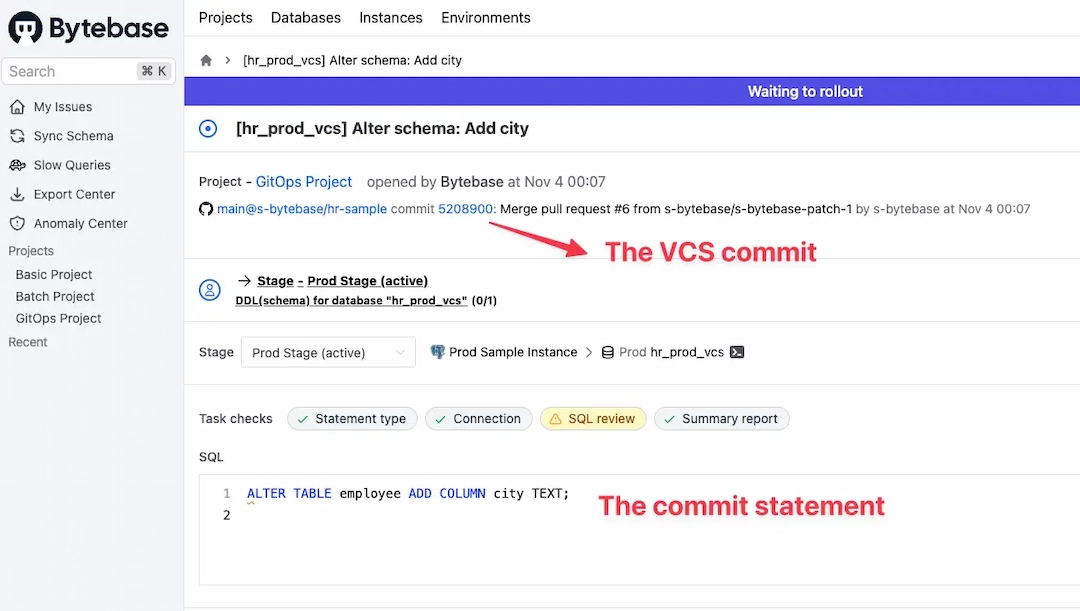 Bytebase
Projects Databases Instances Environments
Search ⌘ K
[hr_prod_vcs] Alter schema: Add city
Waiting to rollout
My Issues
Sync Schema
Slow Queries
Export Center
Anomaly Center
Projects
Basic Project
Batch Project
GitOps Project
Recent
[hr_prod_vcs] Alter schema: Add city
Project - GitOps Project opened by Bytebase at Nov 4 00:07
main@s-bytebase/hr-sample commit 5208900: Merge pull request #6 from s-bytebase/s-bytebase-patch-1 by s-bytebase at Nov 4 00:07
The VCS commit
→ Stage - Prod Stage (active)
DDL(schema) for database "hr_prod_vcs" (0/1)
Stage Prod Stage (active) Prod Sample Instance > Prod hr_prod_vcs
Task checks Statement type Connection SQL review Summary report
SQL
1 ALTER TABLE employee ADD COLUMN city TEXT;
The commit statement
2